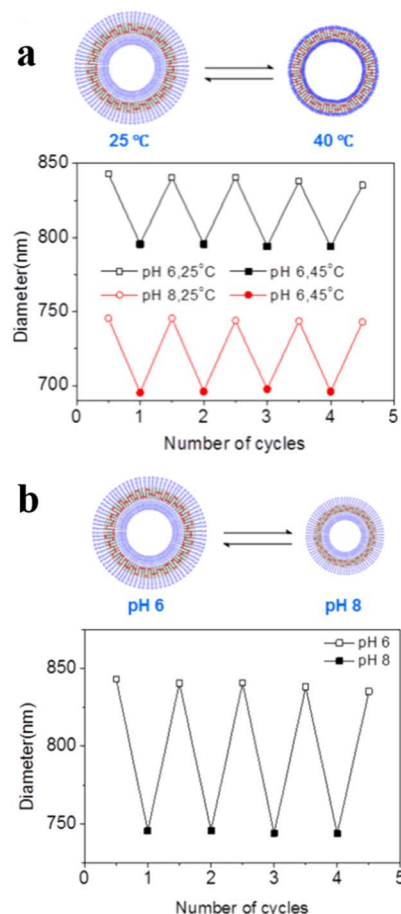 a
25 ℃ 40 ℃
850
800
750
700
Diameter(nm)
pH 6,25°C pH 6,45°C
pH 8,25°C pH 6,45°C
0 1 2 3 4 5
Number of cycles
b
pH 6 pH 8
pH 6
pH 8
850
800
750
Diameter(nm)
0 1 2 3 4 5
Number of cycles